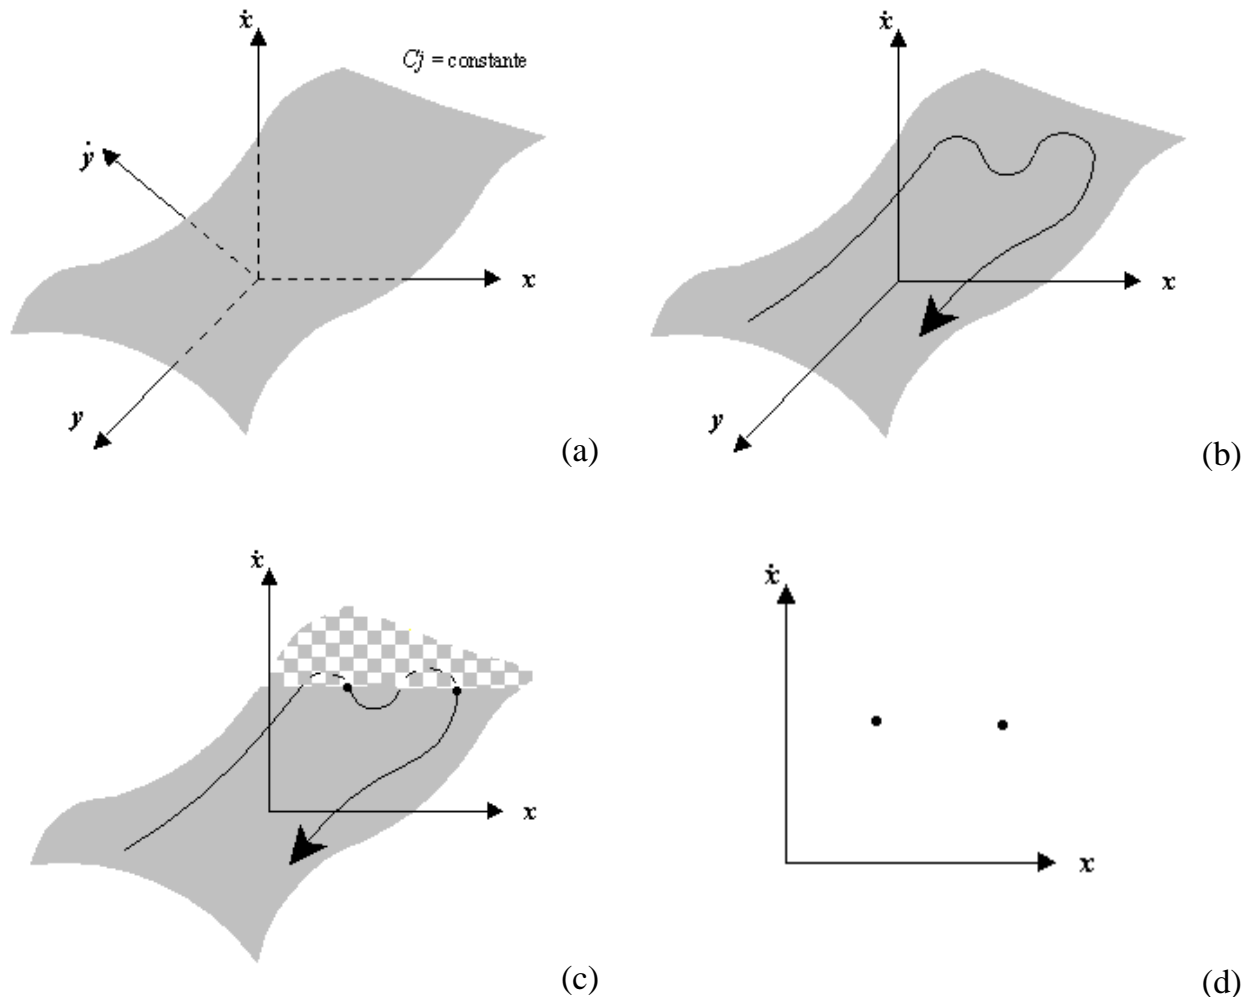 ẋ
Cj = constante
ẏ
x
y
(a)
ẋ
x
y
(b)
ẋ
x
(c)
ẋ
x
(d)